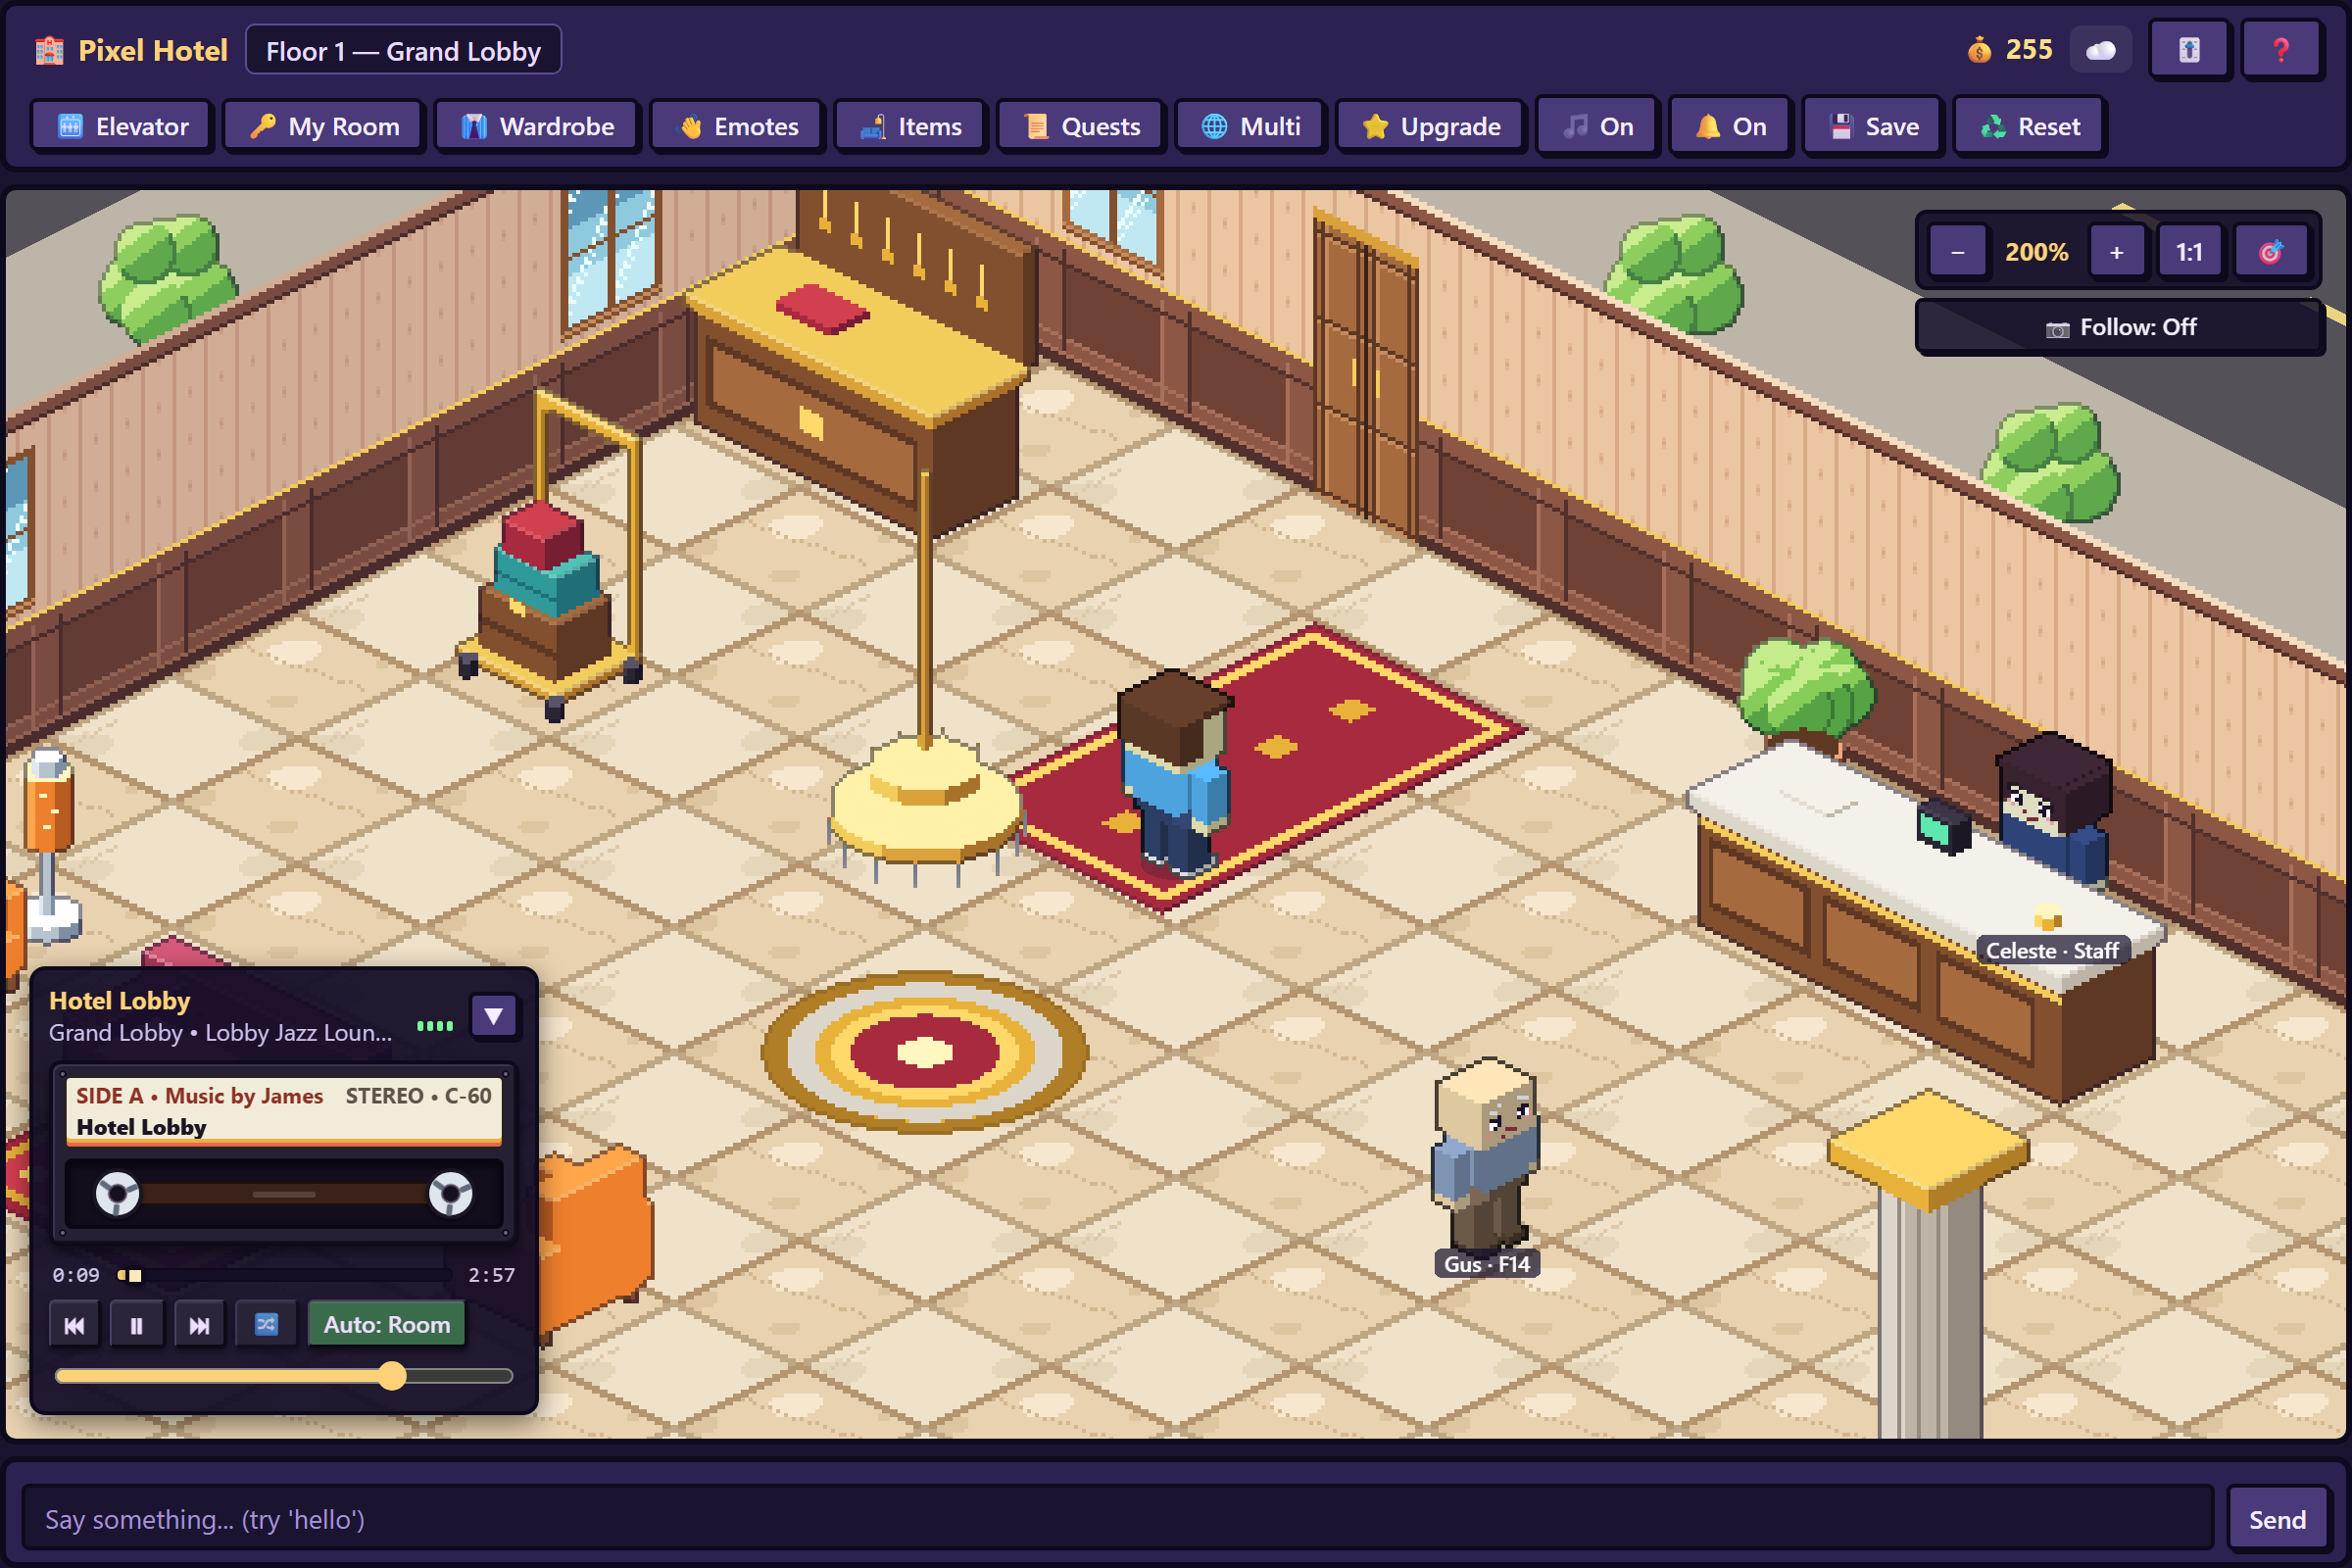 Pixel Hotel
Floor 1 — Grand Lobby
255
Elevator
My Room
Wardrobe
Emotes
Items
Quests
Multi
Upgrade
On
On
Save
Reset
− 200% + 1:1
Follow: Off
Celeste · Staff
Gus · F14
Hotel Lobby
Grand Lobby • Lobby Jazz Loun...
SIDE A • Music by James STEREO • C-60
Hotel Lobby
0:09 2:57
Auto: Room
Say something... (try 'hello')
Send